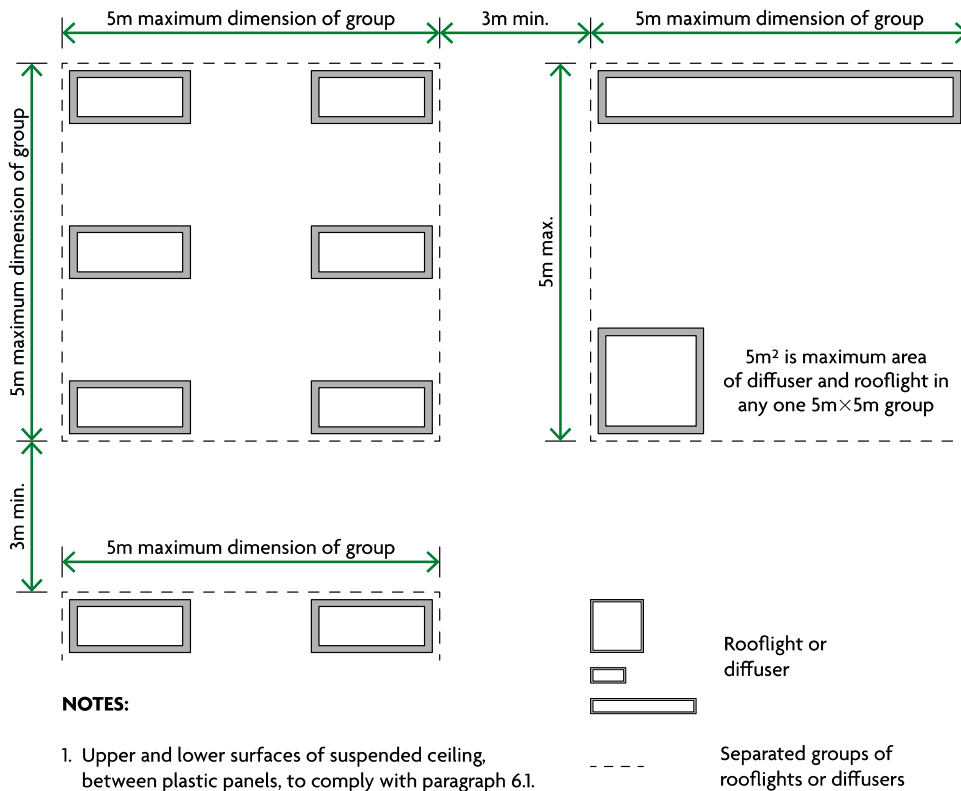 5m maximum dimension of group
3m min.
5m maximum dimension of group
5m maximum dimension of group
5m max.
5m² is maximum area
of diffuser and rooflight in
any one 5m×5m group
3m min.
5m maximum dimension of group
Rooflight or
diffuser
NOTES:
1. Upper and lower surfaces of suspended ceiling,
between plastic panels, to comply with paragraph 6.1.
Separated groups of
rooflights or diffusers